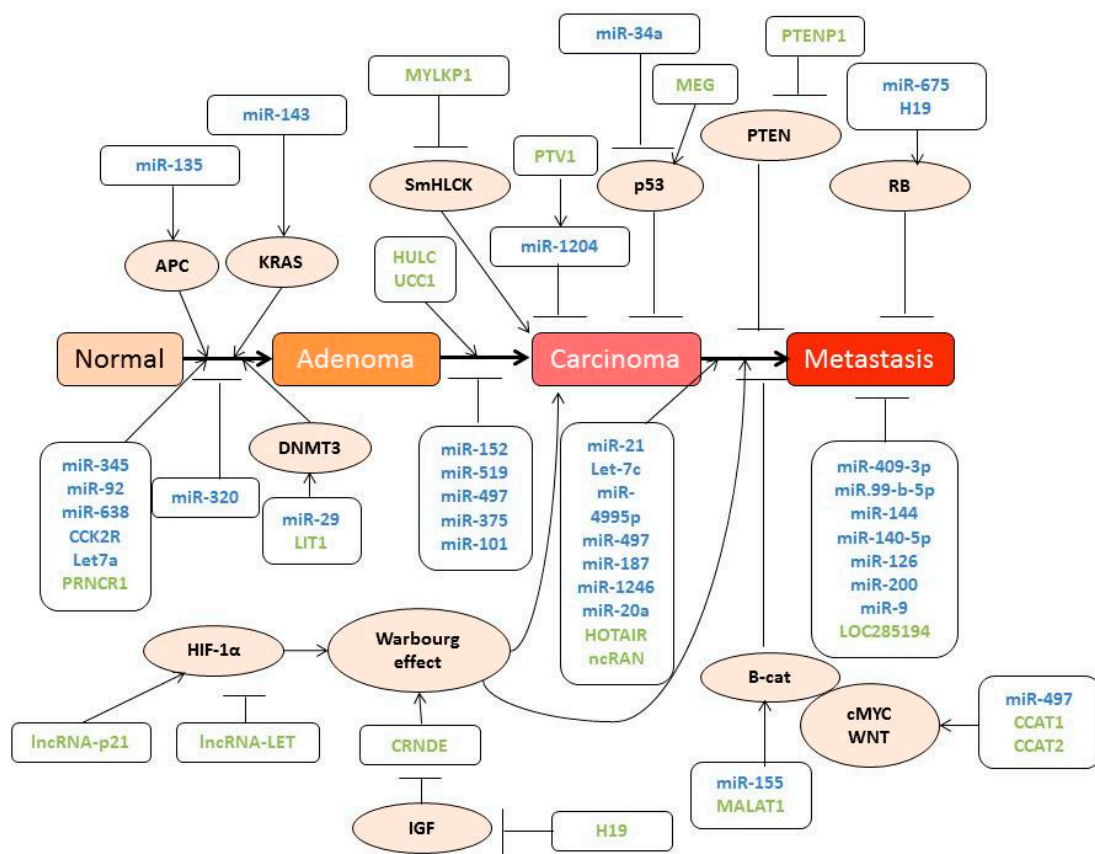 miR-34a
PTENP1
MYLKP1
MEG
miR-675
H19
miR-143
PTEN
miR-135
PTV1
SmHLCK
p53
RB
miR-1204
APC
KRAS
HULC
UCC1
Normal
Adenoma
Carcinoma
Metastasis
miR-345
miR-92
miR-638
CCK2R
Let7a
PRNCR1
miR-320
DNMT3
miR-29
LIT1
miR-152
miR-519
miR-497
miR-375
miR-101
miR-21
Let-7c
miR-
4995p
miR-497
miR-187
miR-1246
miR-20a
HOTAIR
ncRAN
miR-409-3p
miR.99-b-5p
miR-144
miR-140-5p
miR-126
miR-200
miR-9
LOC285194
HIF-1α
Warbourg
effect
B-cat
cMYC
WNT
miR-497
CCAT1
CCAT2
lncRNA-p21
lncRNA-LET
CRNDE
miR-155
MALAT1
IGF
H19